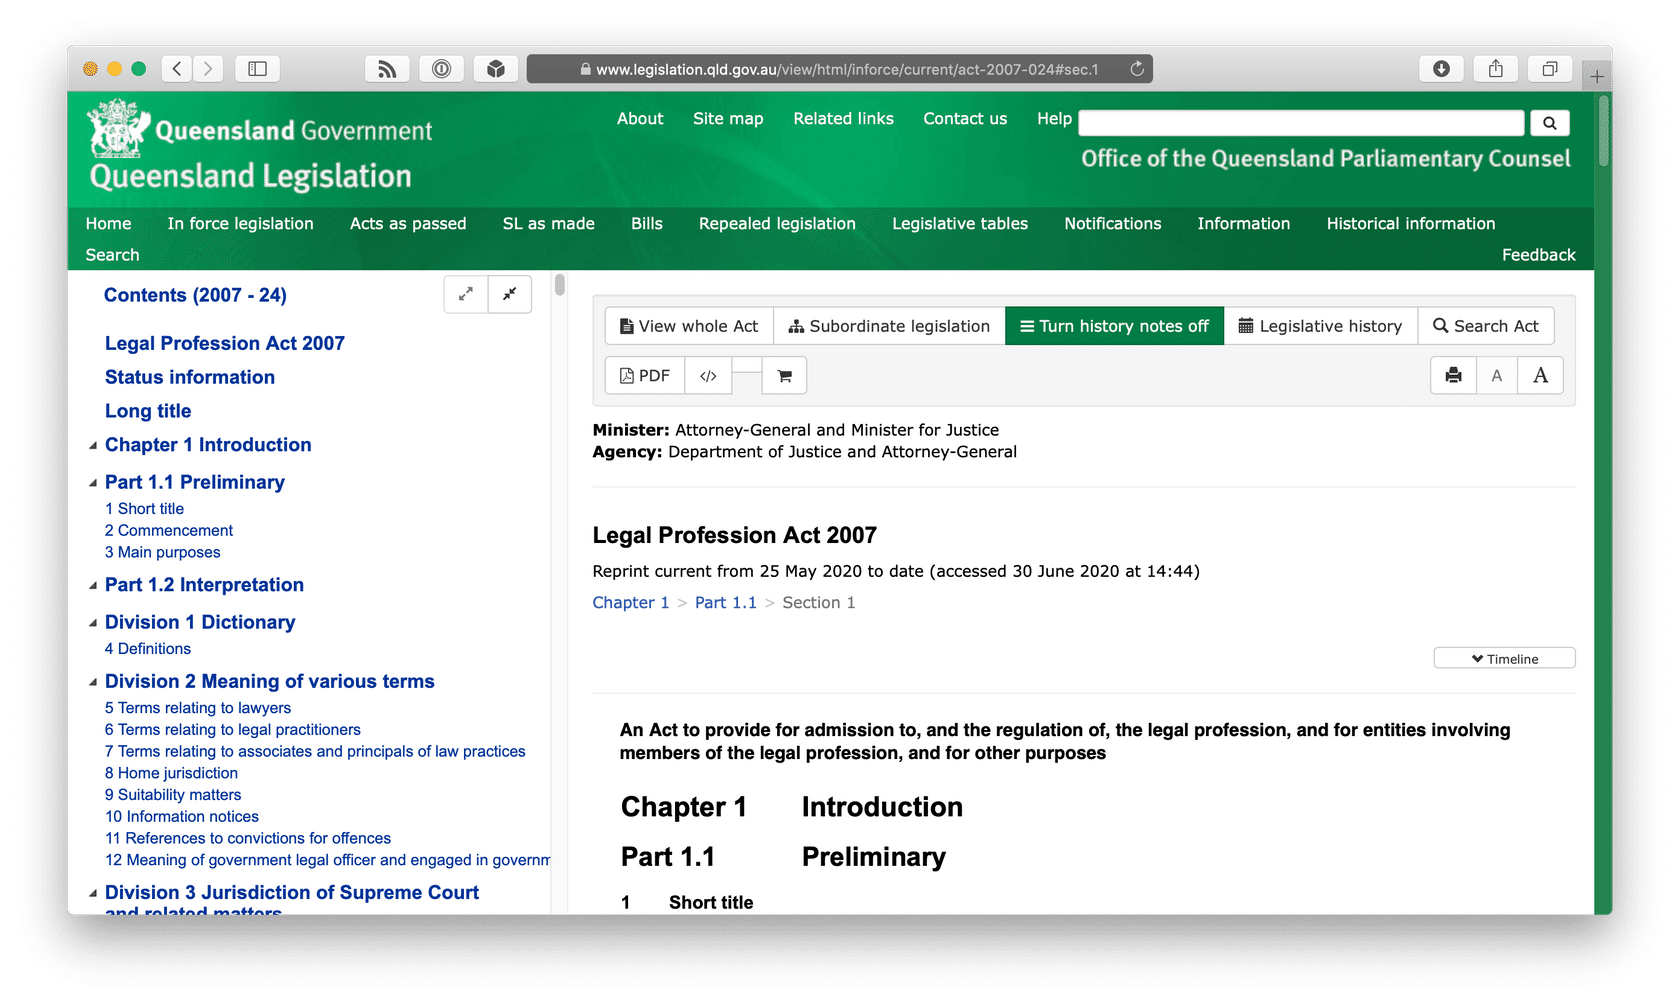 www.legislation.qld.gov.au/view/html/inforce/current/act-2007-024#sec.1
About Site map Related links Contact us Help
Queensland Government
Queensland Legislation
Office of the Queensland Parliamentary Counsel
Home In force legislation Acts as passed SL as made Bills Repealed legislation Legislative tables Notifications Information Historical information
Search Feedback
Contents (2007 - 24)
Legal Profession Act 2007
Status information
Long title
Chapter 1 Introduction
Part 1.1 Preliminary
1 Short title
2 Commencement
3 Main purposes
Part 1.2 Interpretation
Division 1 Dictionary
4 Definitions
Division 2 Meaning of various terms
5 Terms relating to lawyers
6 Terms relating to legal practitioners
7 Terms relating to associates and principals of law practices
8 Home jurisdiction
9 Suitability matters
10 Information notices
11 References to convictions for offences
12 Meaning of government legal officer and engaged in governm
Division 3 Jurisdiction of Supreme Court
and related matters
View whole Act Subordinate legislation Turn history notes off Legislative history Search Act
PDF </> A A
Minister: Attorney-General and Minister for Justice
Agency: Department of Justice and Attorney-General
Legal Profession Act 2007
Reprint current from 25 May 2020 to date (accessed 30 June 2020 at 14:44)
Chapter 1 > Part 1.1 > Section 1
Timeline
An Act to provide for admission to, and the regulation of, the legal profession, and for entities involving
members of the legal profession, and for other purposes
Chapter 1 Introduction
Part 1.1 Preliminary
1 Short title